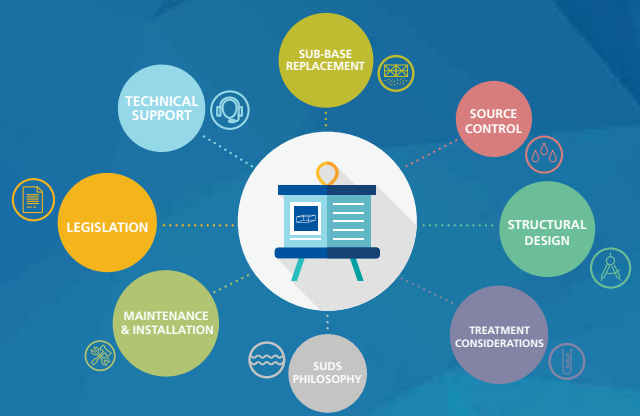 SUB-BASE
REPLACEMENT
TECHNICAL
SUPPORT
SOURCE
CONTROL
LEGISLATION
STRUCTURAL
DESIGN
MAINTENANCE
& INSTALLATION
TREATMENT
CONSIDERATIONS
SUDS
PHILOSOPHY